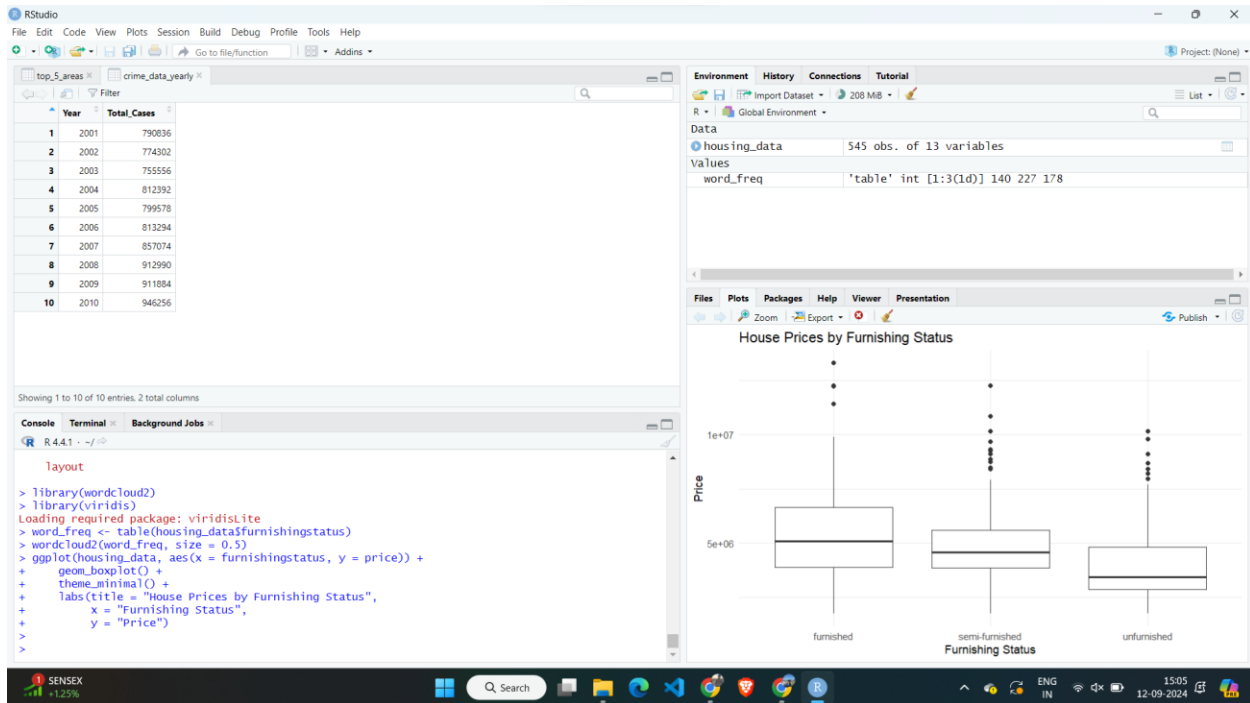 RStudio
File Edit Code View Plots Session Build Debug Profile Tools Help
Go to file/function Addins Project: (None)
top_5_areas crime_data_yearly
Filter
Year Total_Cases
1 2001 790836
2 2002 774302
3 2003 755556
4 2004 812392
5 2005 799578
6 2006 813294
7 2007 857074
8 2008 912990
9 2009 911884
10 2010 946256
Showing 1 to 10 of 10 entries, 2 total columns
Console Terminal Background Jobs
R 4.4.1 · ~/
layout
> library(wordcloud2)
> library(viridis)
Loading required package: viridisLite
> word_freq <- table(housing_data$furnishingstatus)
> wordcloud2(word_freq, size = 0.5)
> ggplot(housing_data, aes(x = furnishingstatus, y = price)) +
+ geom_boxplot() +
+ theme_minimal() +
+ labs(title = "House Prices by Furnishing Status",
+ x = "Furnishing Status",
+ y = "Price")
>
>
Environment History Connections Tutorial
Import Dataset 208 MiB List
R Global Environment
Data
housing_data 545 obs. of 13 variables
Values
word_freq 'table' int [1:3(1d)] 140 227 178
Files Plots Packages Help Viewer Presentation
Zoom Export Publish
House Prices by Furnishing Status
1e+07
Price
5e+06
furnished semi-furnished unfurnished
Furnishing Status
1 SENSEX
+1.25%
Search
ENG
IN
15:05
12-09-2024
PRE